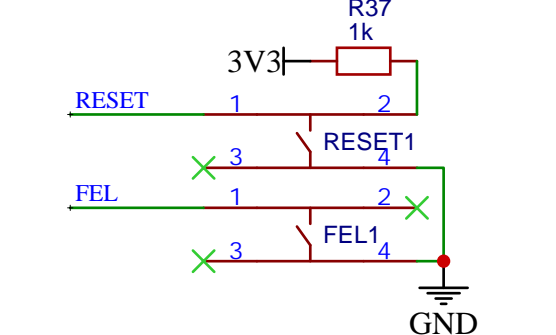 R37
1k
3V3
RESET 1 2
RESET1
3 4
FEL 1 2
FEL1
3 4
GND